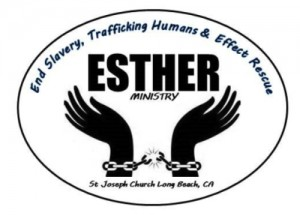 End Slavery, Trafficking Humans & Effect Rescue
ESTHER
MINISTRY
St Joseph Church Long Beach, CA